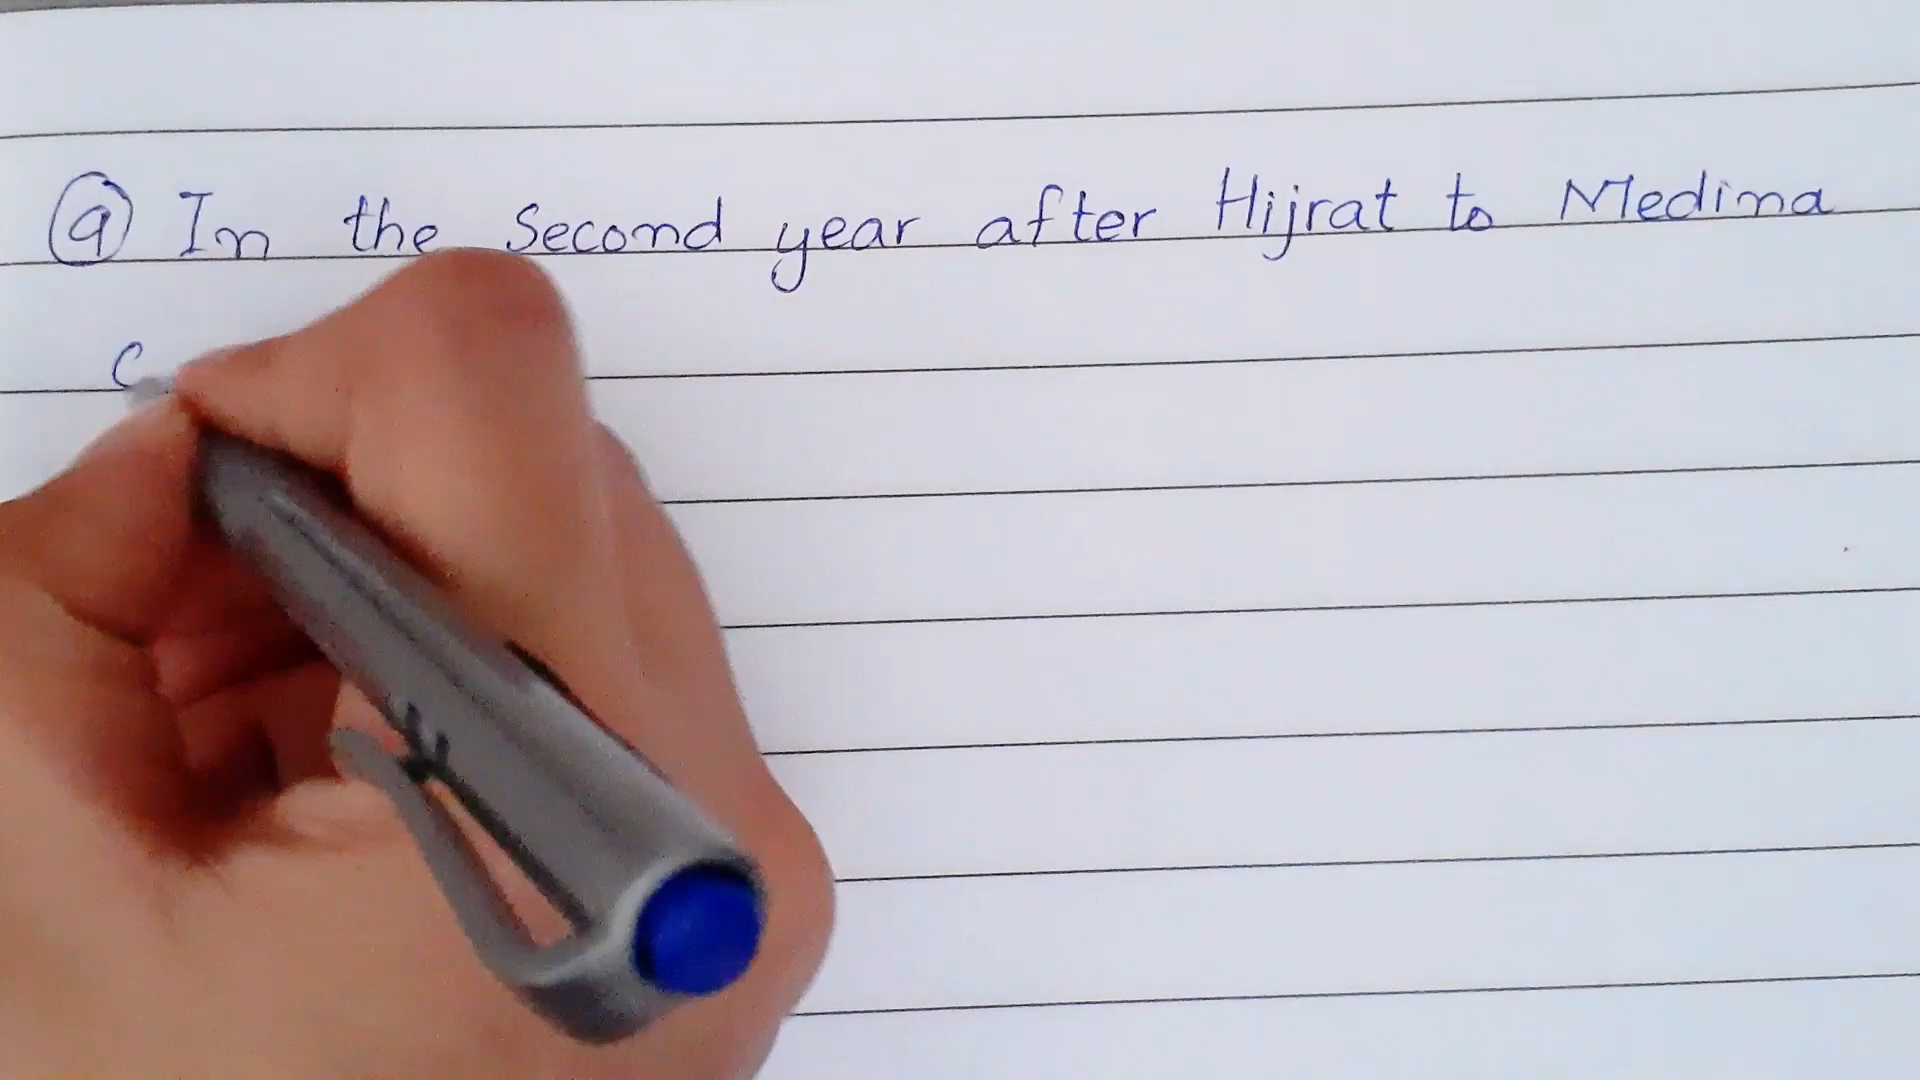 9 In the Second year after Hijrat to Medina
C